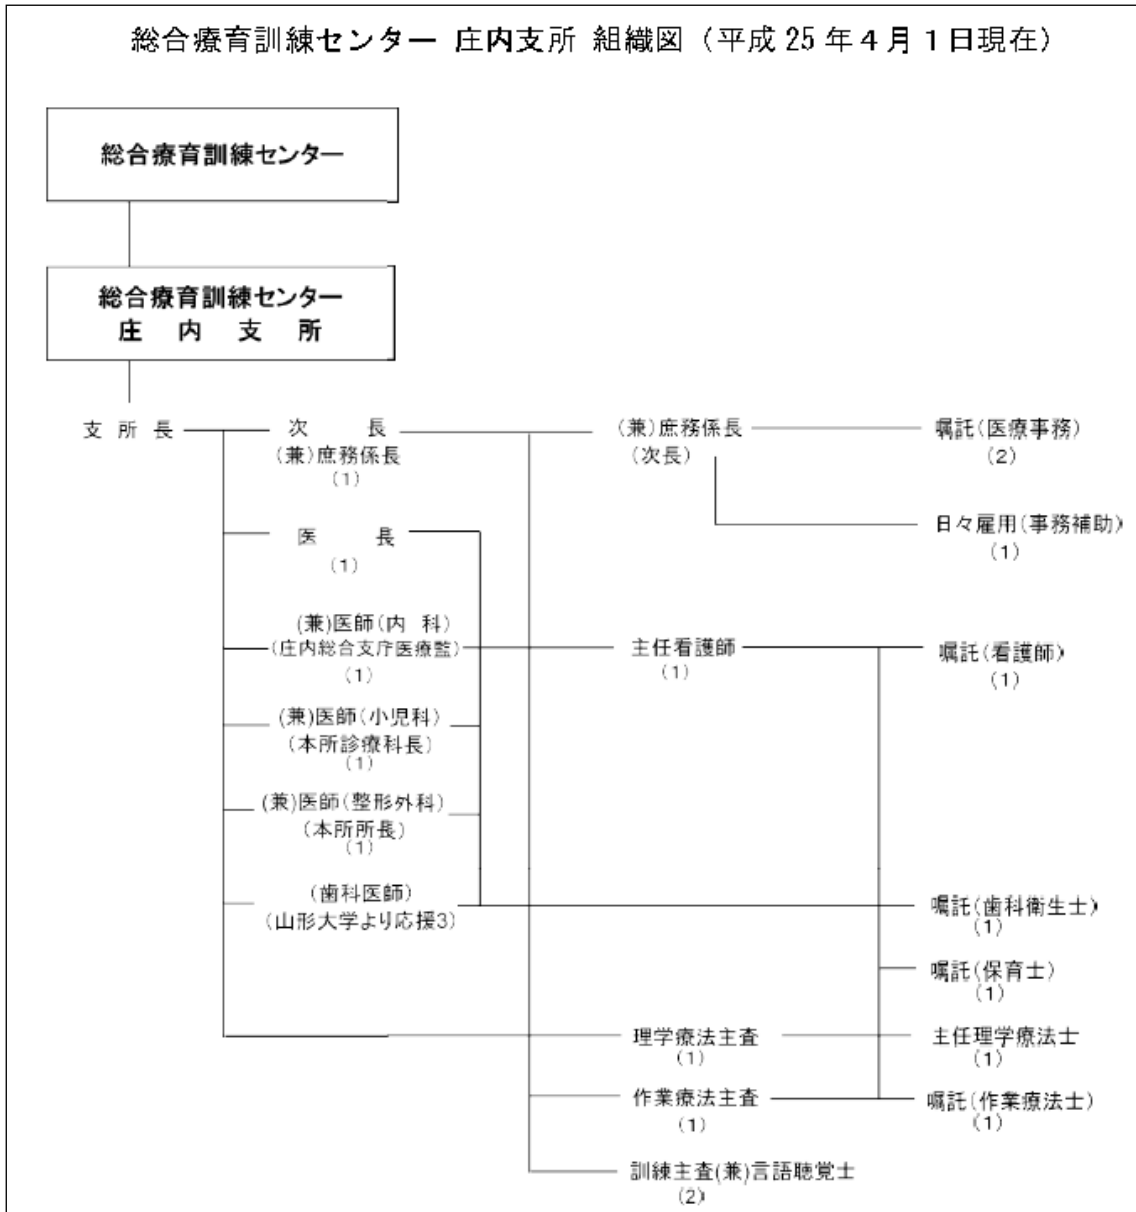 総合療育訓練センター 庄内支所 組織図（平成25年4月1日現在）
総合療育訓練センター
総合療育訓練センター
庄内支所
支所長
次長
(兼)庶務係長
(1)
(兼)庶務係長
(次長)
嘱託(医療事務)
(2)
日々雇用(事務補助)
(1)
医長
(1)
(兼)医師(内科)
(庄内総合支庁医療監)
(1)
主任看護師
(1)
嘱託(看護師)
(1)
(兼)医師(小児科)
(本所診療科長)
(1)
(兼)医師(整形外科)
(本所所長)
(1)
(歯科医師)
(山形大学より応援3)
嘱託(歯科衛生士)
(1)
嘱託(保育士)
(1)
理学療法主査
(1)
主任理学療法士
(1)
作業療法主査
(1)
嘱託(作業療法士)
(1)
訓練主査(兼)言語聴覚士
(2)